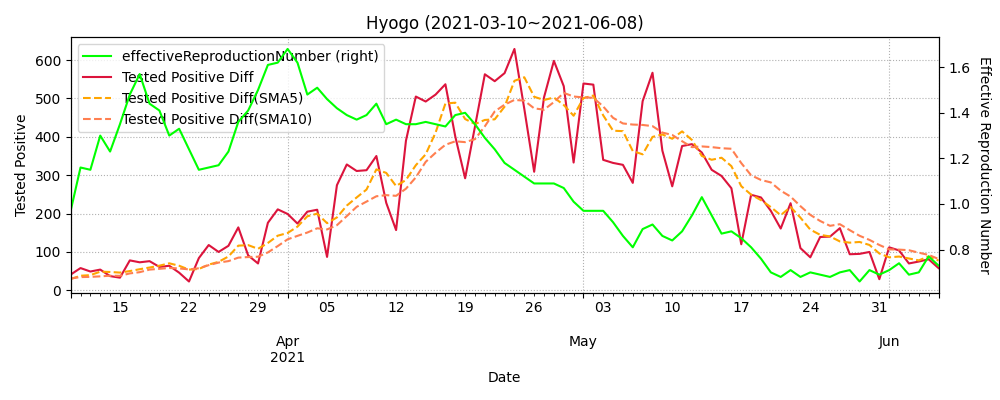 Hyogo (2021-03-10~2021-06-08)
effectiveReproductionNumber (right)
Tested Positive Diff
Tested Positive Diff(SMA5)
Tested Positive Diff(SMA10)
Tested Positive
600
500
400
300
200
100
0
1.6
1.4
1.2
1.0
0.8
Effective Reproduction Number
15 22 29 05 12 19 26 03 10 17 24 31
Apr May Jun
2021
Date